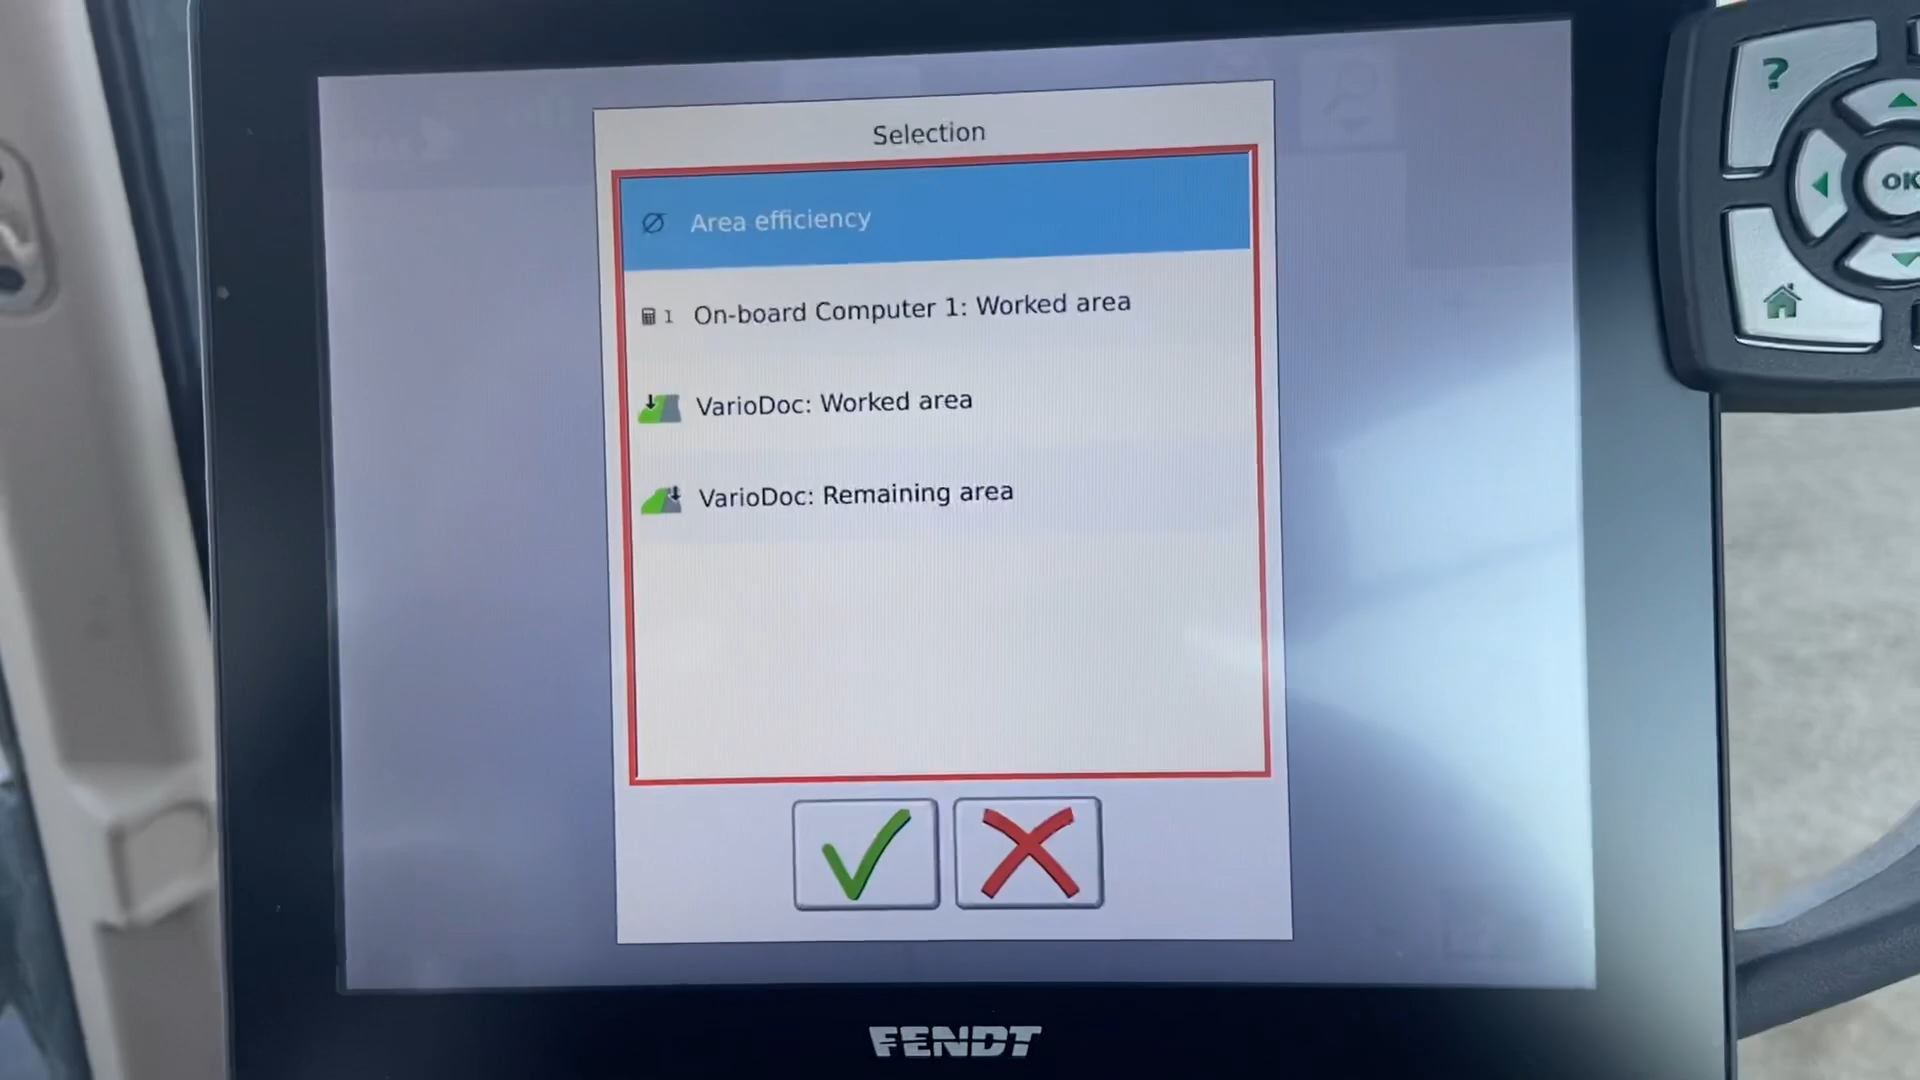 Selection
Area efficiency
1 On-board Computer 1: Worked area
VarioDoc: Worked area
VarioDoc: Remaining area
FENDT
?
OK